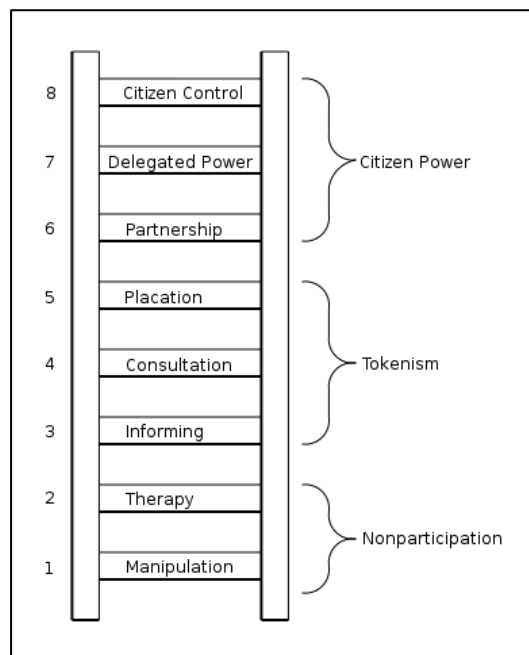 8 Citizen Control
7 Delegated Power
Citizen Power
6 Partnership
5 Placation
4 Consultation
Tokenism
3 Informing
2 Therapy
Nonparticipation
1 Manipulation